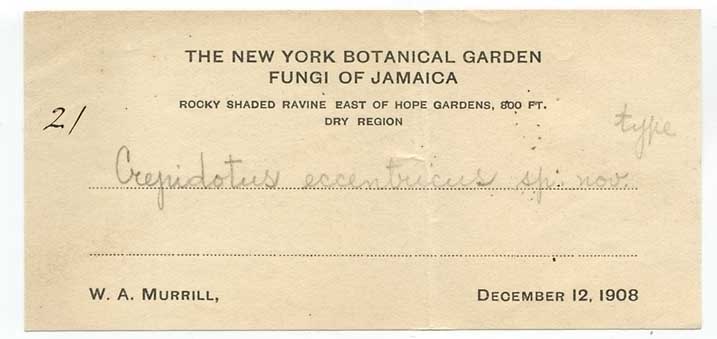 THE NEW YORK BOTANICAL GARDEN
FUNGI OF JAMAICA
ROCKY SHADED RAVINE EAST OF HOPE GARDENS, 800 FT.
DRY REGION
21
type
Crepidotus eccentricus sp. nov.
W. A. MURRILL,
DECEMBER 12, 1908